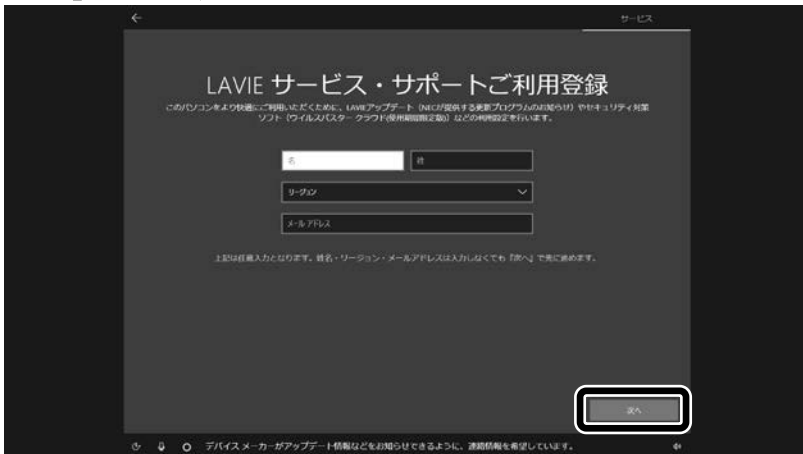 サービス
LAVIE サービス・サポートご利用登録
このパソコンをより快適にご利用いただくために、LAVIEアップデート (NECが提供する更新プログラムのお知らせ) やセキュリティ対策
ソフト (ウイルスバスター クラウド(使用期間限定版)) などの利用設定を行います。
名
姓
リージョン
メール アドレス
上記は任意入力となります。姓名・リージョン・メールアドレスは入力しなくても『次へ』で先に進めます。
次へ
デバイス メーカーがアップデート情報などをお知らせできるように、連絡情報を希望しています。